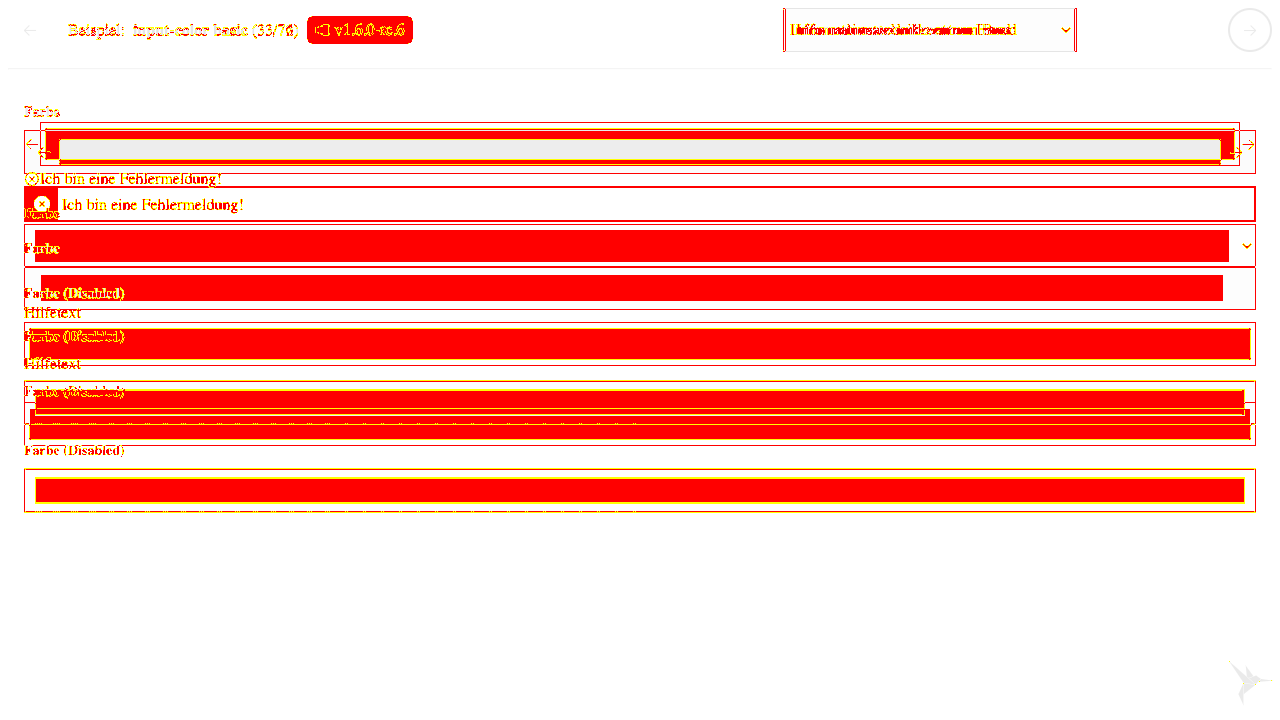 Beispiel: input-color basic (33/76) v1.6.0-rc.6
Farbe
Ich bin eine Fehlermeldung!
Ich bin eine Fehlermeldung!
Farbe
Farbe
Farbe (Disabled)
Hilfetext
Farbe (Disabled)
Hilfetext
Farbe (Disabled)
Farbe (Disabled)